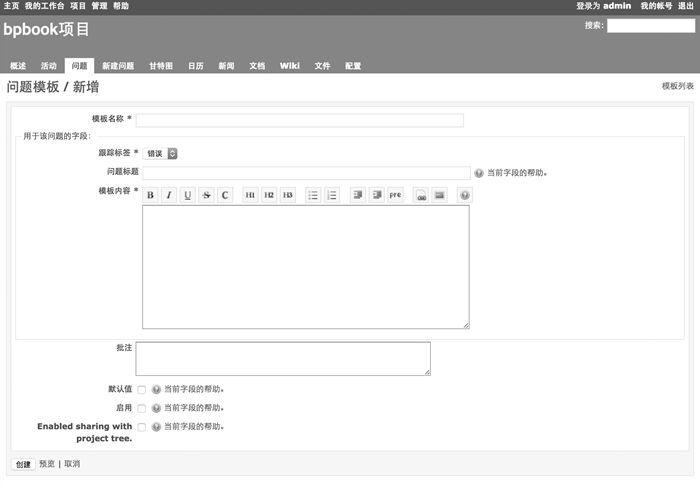 主页 我的工作台 项目 管理 帮助 登录为 admin 我的帐号 退出
bpbook项目 搜索:
概述 活动 问题 新建问题 甘特图 日历 新闻 文档 Wiki 文件 配置
问题模板 / 新增 模板列表
模板名称 *
用于该问题的字段:
跟踪标签 * 错误
问题标题 当前字段的帮助。
模板内容 * B I U S C H1 H2 H3 pre
批注
默认值 当前字段的帮助。
启用 当前字段的帮助。
Enabled sharing with 当前字段的帮助。
project tree.
创建 预览 | 取消